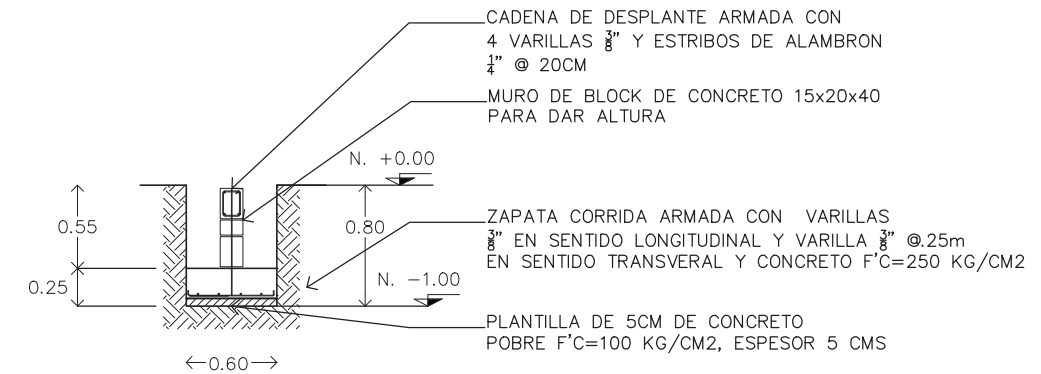 CADENA DE DESPLANTE ARMADA CON
4 VARILLAS 3/8" Y ESTRIBOS DE ALAMBRON
1/4" @ 20CM
MURO DE BLOCK DE CONCRETO 15x20x40
PARA DAR ALTURA
N. +0.00
0.55
0.80
ZAPATA CORRIDA ARMADA CON VARILLAS
3/8" EN SENTIDO LONGITUDINAL Y VARILLA 3/8" @.25m
EN SENTIDO TRANSVERAL Y CONCRETO F'C=250 KG/CM2
0.25
N. -1.00
PLANTILLA DE 5CM DE CONCRETO
POBRE F'C=100 KG/CM2, ESPESOR 5 CMS
0.60